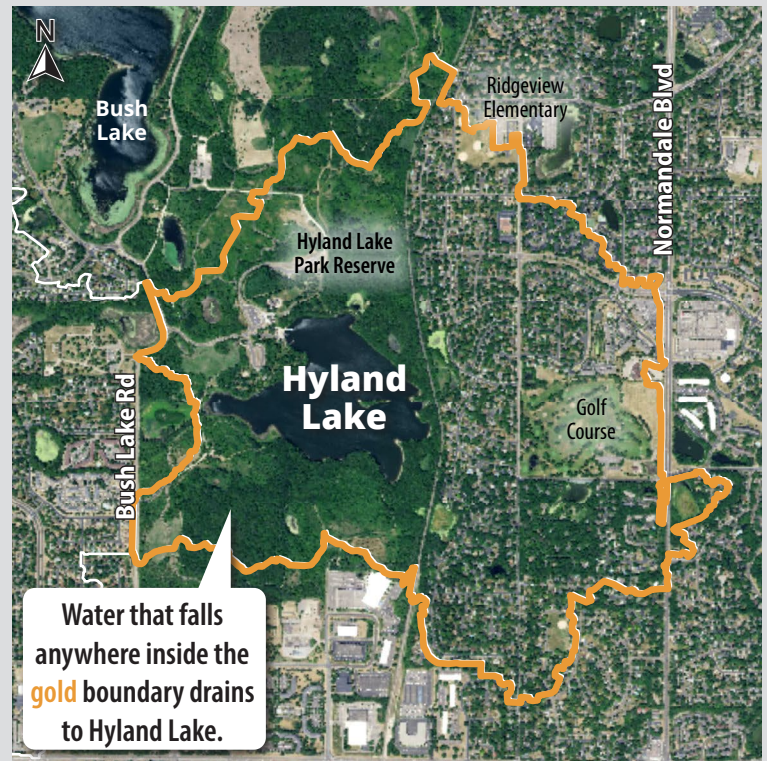 N
Bush
Lake
Ridgeview
Elementary
Normandale Blvd
Hyland Lake
Park Reserve
Hyland
Lake
Golf
Course
Bush Lake Rd
Water that falls
anywhere inside the
gold boundary drains
to Hyland Lake.